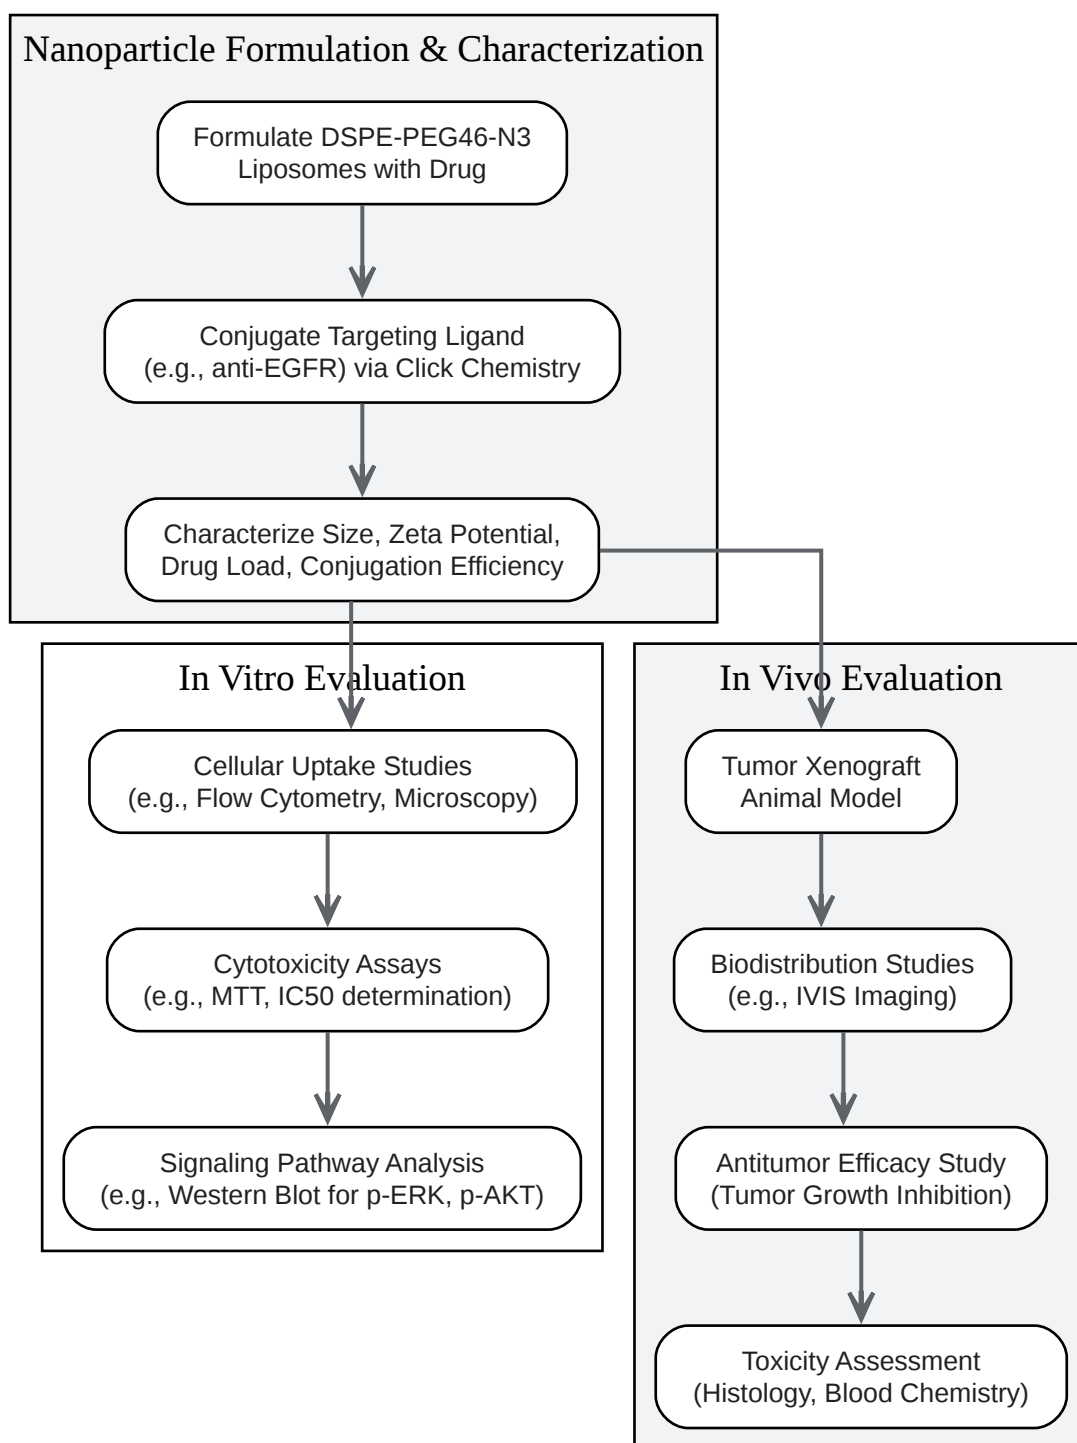 Nanoparticle Formulation & Characterization
Formulate DSPE-PEG46-N3
Liposomes with Drug
Conjugate Targeting Ligand
(e.g., anti-EGFR) via Click Chemistry
Characterize Size, Zeta Potential,
Drug Load, Conjugation Efficiency
In Vitro Evaluation
Cellular Uptake Studies
(e.g., Flow Cytometry, Microscopy)
Cytotoxicity Assays
(e.g., MTT, IC50 determination)
Signaling Pathway Analysis
(e.g., Western Blot for p-ERK, p-AKT)
In Vivo Evaluation
Tumor Xenograft
Animal Model
Biodistribution Studies
(e.g., IVIS Imaging)
Antitumor Efficacy Study
(Tumor Growth Inhibition)
Toxicity Assessment
(Histology, Blood Chemistry)